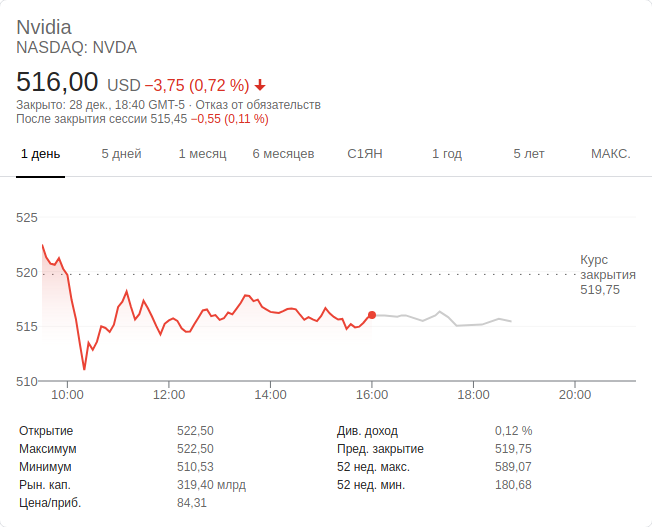 Nvidia
NASDAQ: NVDA
516,00 USD −3,75 (0,72 %)
Закрыто: 28 дек., 18:40 GMT-5 · Отказ от обязательств
После закрытия сессии 515,45 −0,55 (0,11 %)
1 день 5 дней 1 месяц 6 месяцев С1ЯН 1 год 5 лет МАКС.
525
520
515
510
Курс
закрытия
519,75
10:00 12:00 14:00 16:00 18:00 20:00
Открытие 522,50 Див. доход 0,12 %
Максимум 522,50 Пред. закрытие 519,75
Минимум 510,53 52 нед. макс. 589,07
Рын. кап. 319,40 млрд 52 нед. мин. 180,68
Цена/приб. 84,31